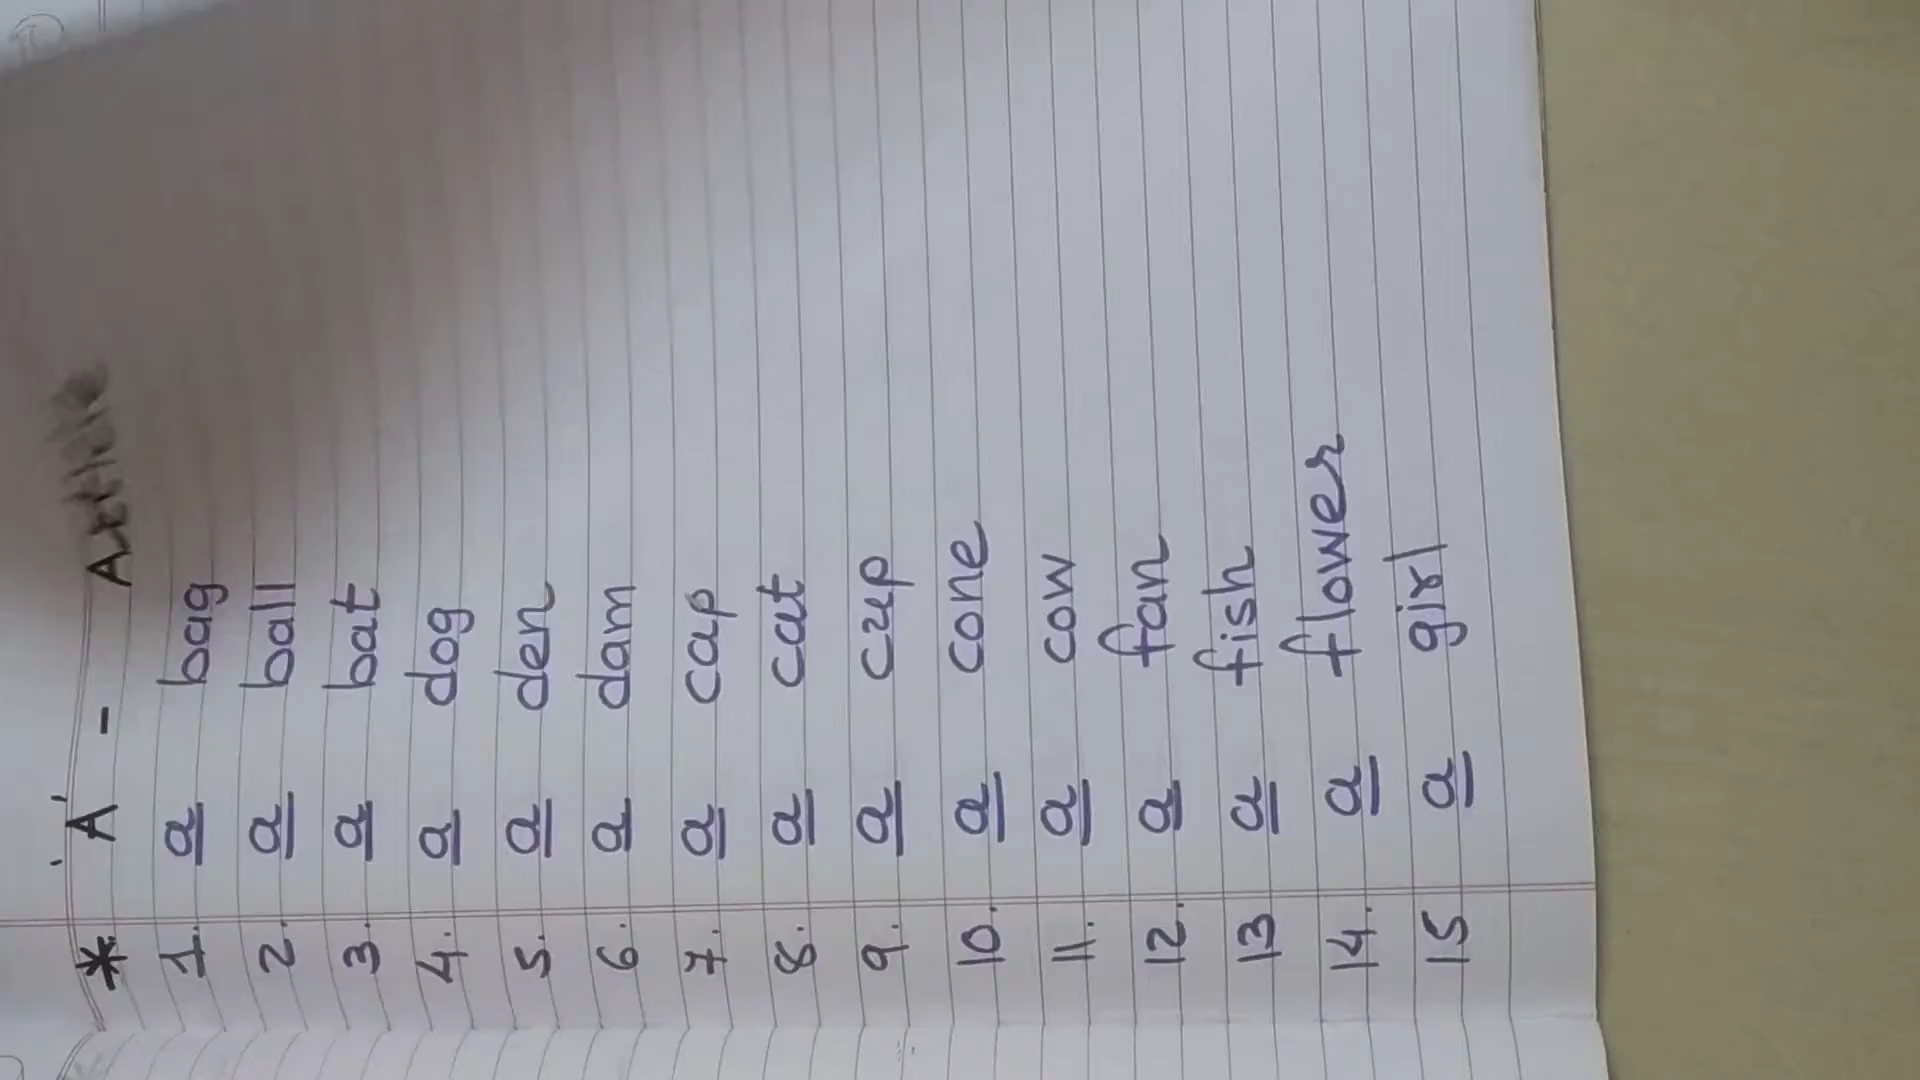 * 'A' - Article
1. a bag
2. a ball
3. a bat
4. a dog
5. a den
6. a dam
7. a cap
8. a cat
9. a cup
10. a cone
11. a cow
12. a fan
13 a fish
14. a flower
15 a girl